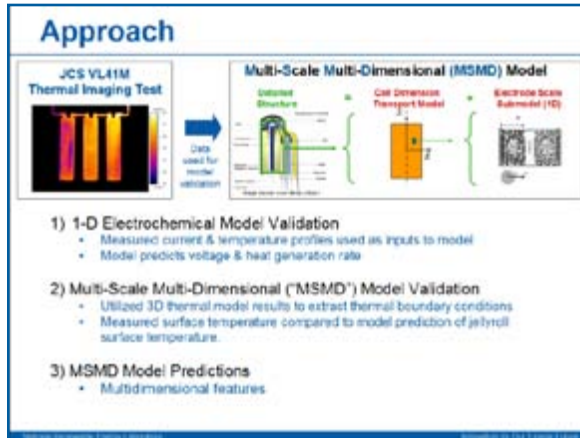 Approach
JCS VL41M
Thermal Imaging Test
Multi-Scale Multi-Dimensional (MSMD) Model
Detailed
Structure
=
Cell Dimension
Transport Model
+
Electrode Scale
Submodel (1D)
Data
used for
model
validation
1) 1-D Electrochemical Model Validation
• Measured current & temperature profiles used as inputs to model
• Model predicts voltage & heat generation rate
2) Multi-Scale Multi-Dimensional ("MSMD") Model Validation
• Utilized 3D thermal model results to extract thermal boundary conditions
• Measured surface temperature compared to model prediction of jellyroll
surface temperature.
3) MSMD Model Predictions
• Multidimensional features